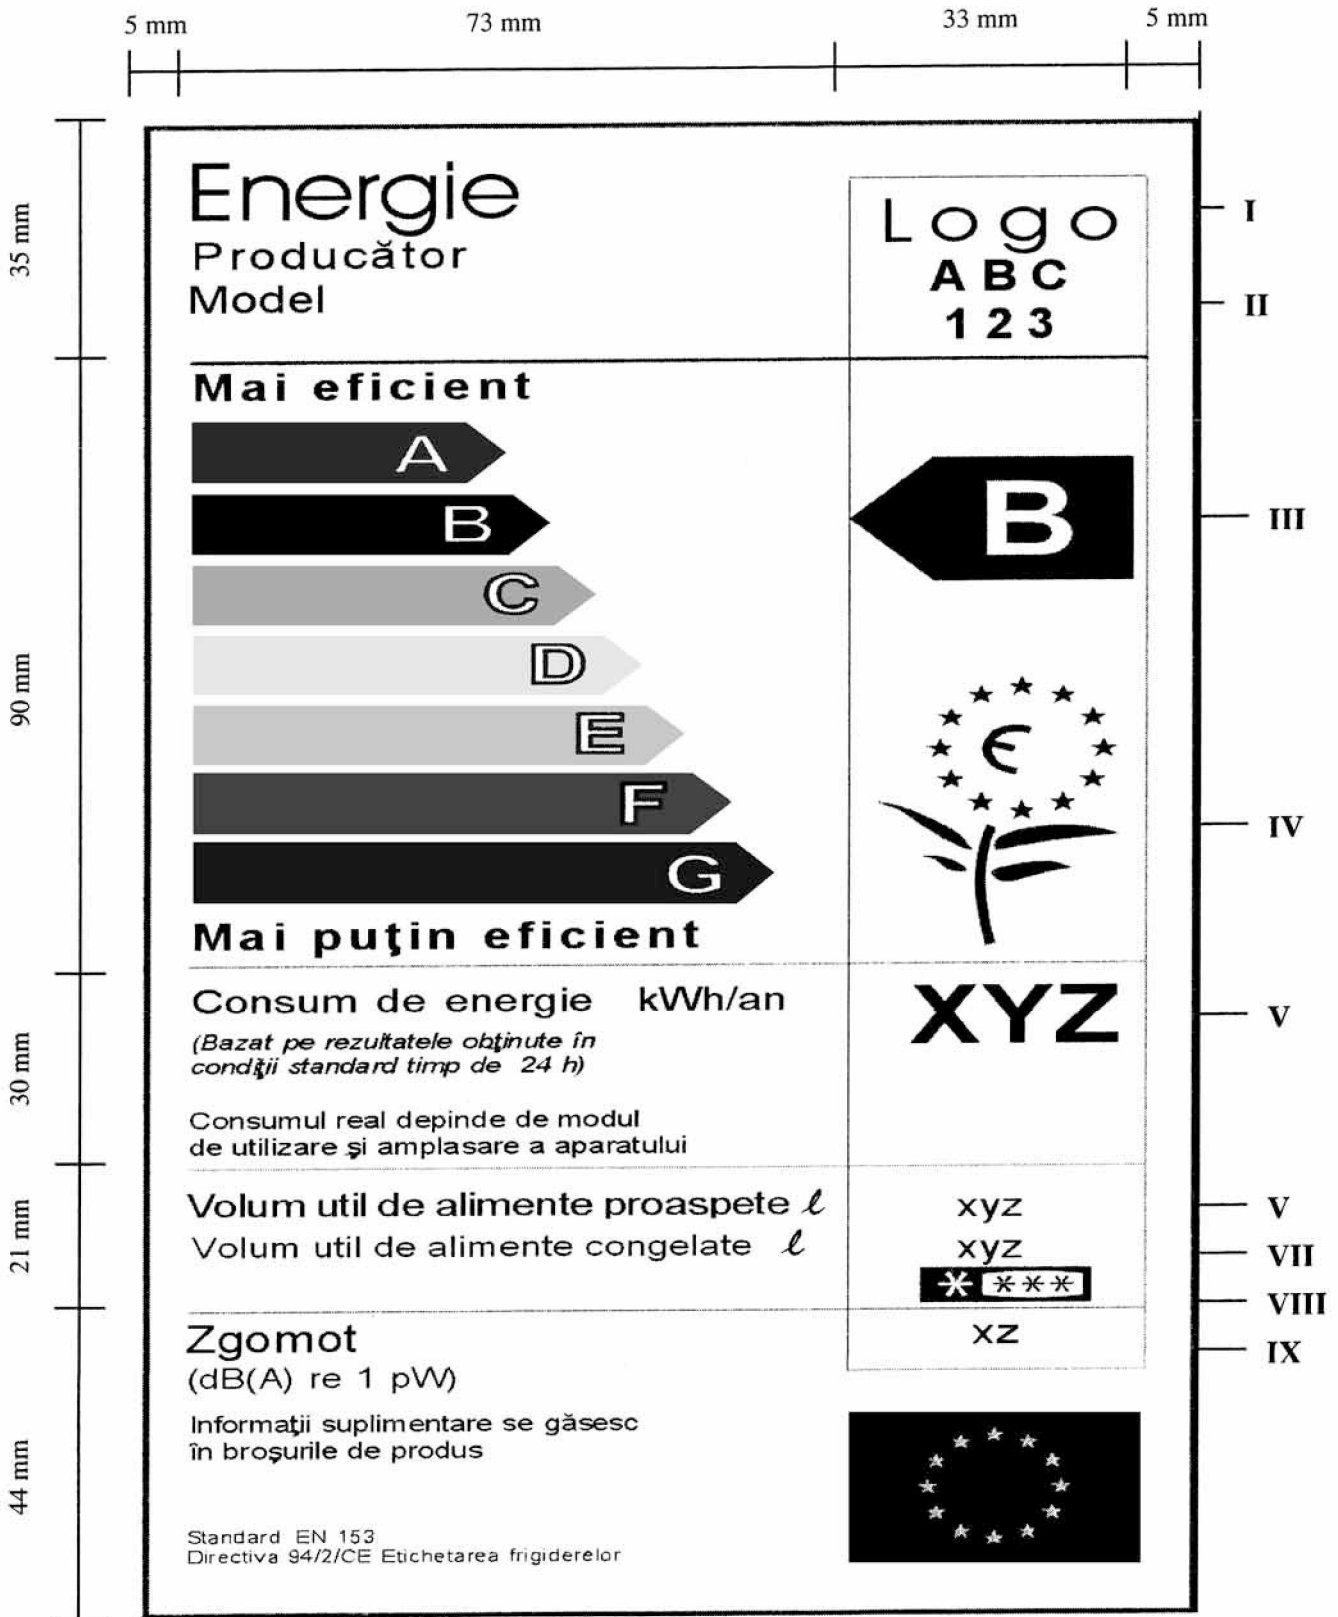 5 mm 73 mm 33 mm 5 mm
35 mm
Energie
Producător
Model
Logo
ABC
123
I
II
90 mm
Mai eficient
A
B
C
D
E
F
G
Mai puţin eficient
B
III
IV
30 mm
Consum de energie kWh/an
(Bazat pe rezultatele obţinute în
condiţii standard timp de 24 h)
Consumul real depinde de modul
de utilizare şi amplasare a aparatului
XYZ
V
21 mm
Volum util de alimente proaspete ℓ xyz V
Volum util de alimente congelate ℓ xyz VII
* *** VIII
44 mm
Zgomot xz IX
(dB(A) re 1 pW)
Informaţii suplimentare se găsesc
în broşurile de produs
Standard EN 153
Directiva 94/2/CE Etichetarea frigiderelor